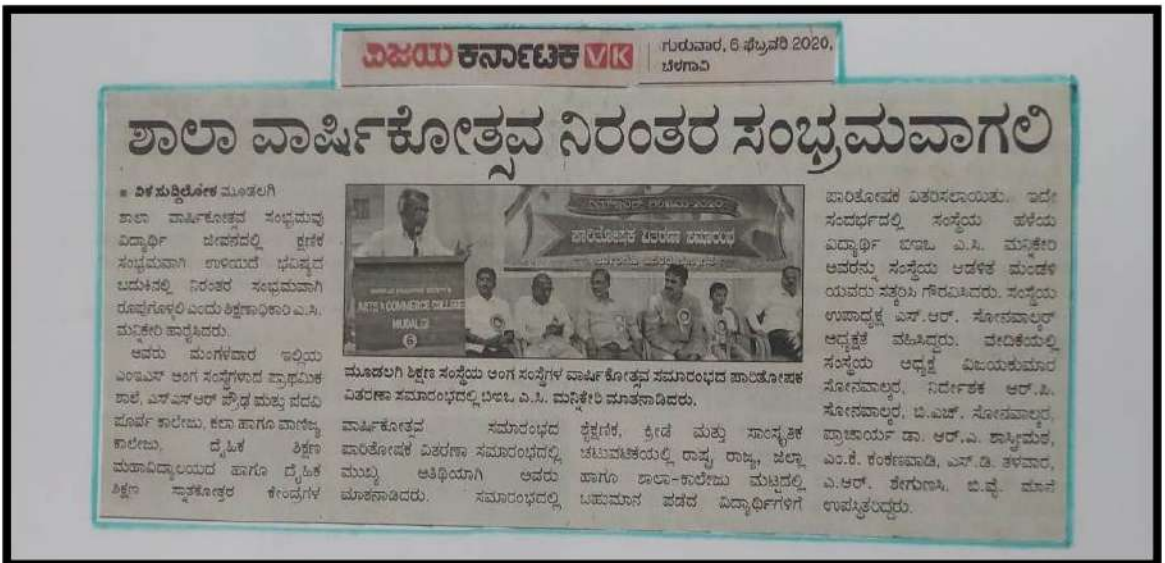 ವಿಜಯ ಕರ್ನಾಟಕ VK
ಗುರುವಾರ, 6 ಫೆಬ್ರವರಿ 2020,
ಬೆಳಗಾವಿ
ಶಾಲಾ ವಾರ್ಷಿಕೋತ್ಸವ ನಿರಂತರ ಸಂಭ್ರಮವಾಗಲಿ
■ ವಿಕ ಸುದ್ದಿಲೋಕ ಮೂಡಲಗಿ
ಶಾಲಾ ವಾರ್ಷಿಕೋತ್ಸವ ಸಂಭ್ರಮವು
ವಿದ್ಯಾರ್ಥಿ ಜೀವನದಲ್ಲಿ ಕ್ಷಣಿಕ
ಸಂಭ್ರಮವಾಗಿ ಉಳಿಯದೆ ಭವಿಷ್ಯದ
ಬದುಕಿನಲ್ಲಿ ನಿರಂತರ ಸಂಭ್ರಮವಾಗಿ
ರೂಪುಗೊಳ್ಳಲಿ ಎಂದು ಶಿಕ್ಷಣಾಧಿಕಾರಿ ಎ.ಸಿ.
ಮನ್ನಿಕೇರಿ ಹಾರೈಸಿದರು.
ಅವರು ಮಂಗಳವಾರ ಇಲ್ಲಿಯ
ಎಂಇಎಸ್ ಅಂಗ ಸಂಸ್ಥೆಗಳಾದ ಪ್ರಾಥಮಿಕ
ಶಾಲೆ, ಎಸ್‌ಎಸ್‌ಆರ್ ಪ್ರೌಢ ಮತ್ತು ಪದವಿ
ಪೂರ್ವ ಕಾಲೇಜು, ಕಲಾ ಹಾಗೂ ವಾಣಿಜ್ಯ
ಕಾಲೇಜು, ದೈಹಿಕ ಶಿಕ್ಷಣ
ಮಹಾವಿದ್ಯಾಲಯದ ಹಾಗೂ ದೈಹಿಕ
ಶಿಕ್ಷಣ ಸ್ನಾತಕೋತ್ತರ ಕೇಂದ್ರಗಳ
ಪಾರಿತೋಷಕ ವಿತರಣಾ ಸಮಾರಂಭ
ARTS & COMMERCE COLLEGE
MUDALGI
6
ಮೂಡಲಗಿ ಶಿಕ್ಷಣ ಸಂಸ್ಥೆಯ ಅಂಗ ಸಂಸ್ಥೆಗಳ ವಾರ್ಷಿಕೋತ್ಸವ ಸಮಾರಂಭದ ಪಾರಿತೋಷಕ
ವಿತರಣಾ ಸಮಾರಂಭದಲ್ಲಿ ಬಿಇಒ ಎ.ಸಿ. ಮನ್ನಿಕೇರಿ ಮಾತನಾಡಿದರು.
ವಾರ್ಷಿಕೋತ್ಸವ ಸಮಾರಂಭದ
ಪಾರಿತೋಷಕ ವಿತರಣಾ ಸಮಾರಂಭದಲ್ಲಿ
ಮುಖ್ಯ ಅತಿಥಿಯಾಗಿ ಅವರು
ಮಾತನಾಡಿದರು. ಸಮಾರಂಭದಲ್ಲಿ
ಶೈಕ್ಷಣಿಕ, ಕ್ರೀಡೆ ಮತ್ತು ಸಾಂಸ್ಕೃತಿಕ
ಚಟುವಟಿಕೆಯಲ್ಲಿ ರಾಷ್ಟ್ರ, ರಾಜ್ಯ, ಜಿಲ್ಲಾ
ಹಾಗೂ ಶಾಲಾ-ಕಾಲೇಜು ಮಟ್ಟದಲ್ಲಿ
ಬಹುಮಾನ ಪಡೆದ ವಿದ್ಯಾರ್ಥಿಗಳಿಗೆ
ಪಾರಿತೋಷಕ ವಿತರಿಸಲಾಯಿತು. ಇದೇ
ಸಂದರ್ಭದಲ್ಲಿ ಸಂಸ್ಥೆಯ ಹಳೆಯ
ವಿದ್ಯಾರ್ಥಿ ಬಿಇಒ ಎ.ಸಿ. ಮನ್ನಿಕೇರಿ
ಅವರನ್ನು ಸಂಸ್ಥೆಯ ಆಡಳಿತ ಮಂಡಳಿ
ಯವರು ಸತ್ಕರಿಸಿ ಗೌರವಿಸಿದರು. ಸಂಸ್ಥೆಯ
ಉಪಾಧ್ಯಕ್ಷ ಎಸ್.ಆರ್. ಸೋನವಾಲ್ಕರ್
ಅಧ್ಯಕ್ಷತೆ ವಹಿಸಿದ್ದರು. ವೇದಿಕೆಯಲ್ಲಿ
ಸಂಸ್ಥೆಯ ಅಧ್ಯಕ್ಷ ವಿಜಯಕುಮಾರ
ಸೋನವಾಲ್ಕರ, ನಿರ್ದೇಶಕ ಆರ್.ಪಿ.
ಸೋನವಾಲ್ಕರ, ಬಿ.ಎಚ್. ಸೋನವಾಲ್ಕರ,
ಪ್ರಾಚಾರ್ಯ ಡಾ. ಆರ್.ಎ. ಶಾಸ್ತ್ರೀಮಠ,
ಎಂ.ಕೆ. ಕಂಕಣವಾಡಿ, ಎಸ್.ಡಿ. ತಳವಾರ,
ಎ.ಆರ್. ಶೇಗುಣಸಿ. ಬಿ.ವೈ. ಮಾನೆ
ಉಪಸ್ಥಿತರಿದ್ದರು.